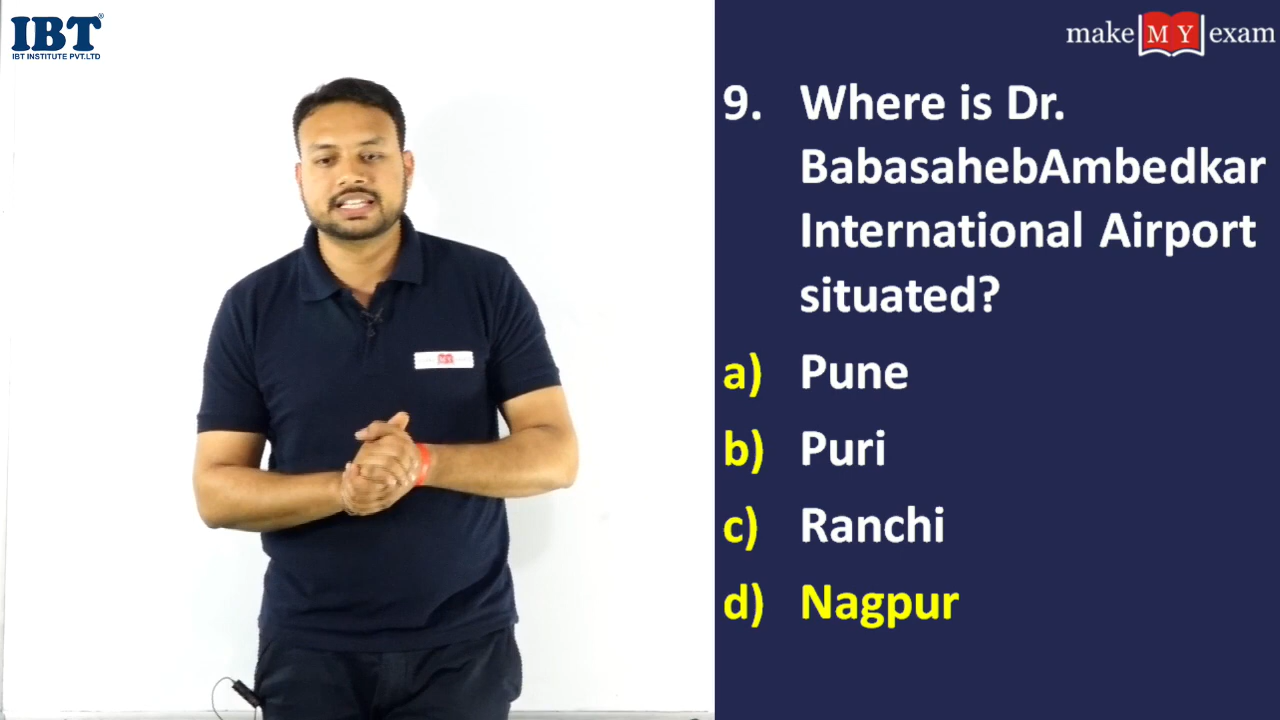 IBT®
IBT INSTITUTE PVT.LTD
make MY exam
9. Where is Dr.
BabasahebAmbedkar
International Airport
situated?
a) Pune
b) Puri
c) Ranchi
d) Nagpur
MY